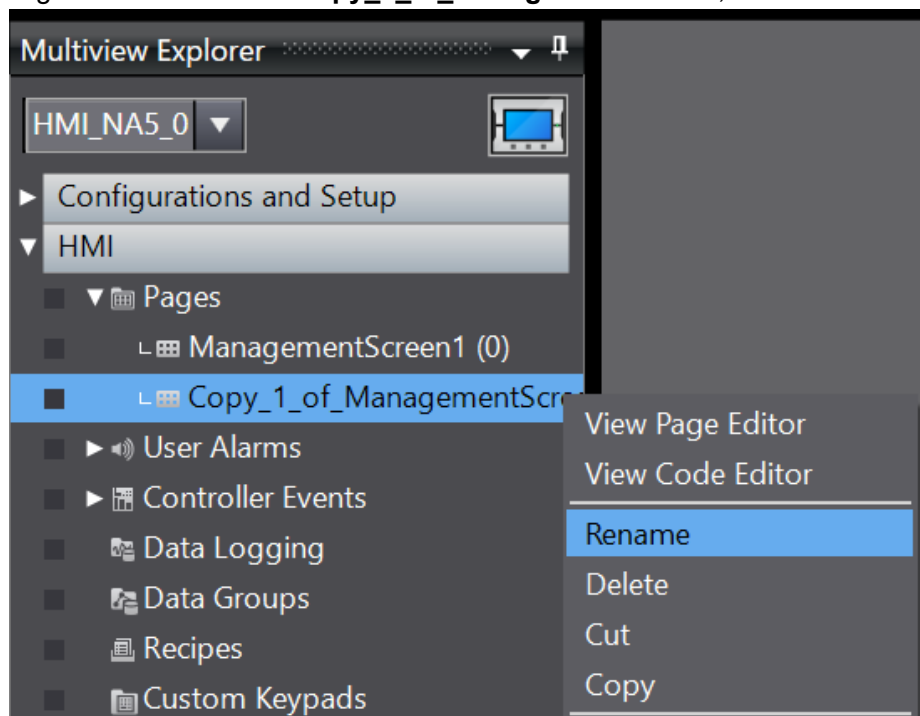 Multiview Explorer
HMI_NA5_0
Configurations and Setup
HMI
Pages
ManagementScreen1 (0)
Copy_1_of_ManagementScre
View Page Editor
User Alarms
View Code Editor
Controller Events
Rename
Data Logging
Delete
Data Groups
Cut
Recipes
Copy
Custom Keypads